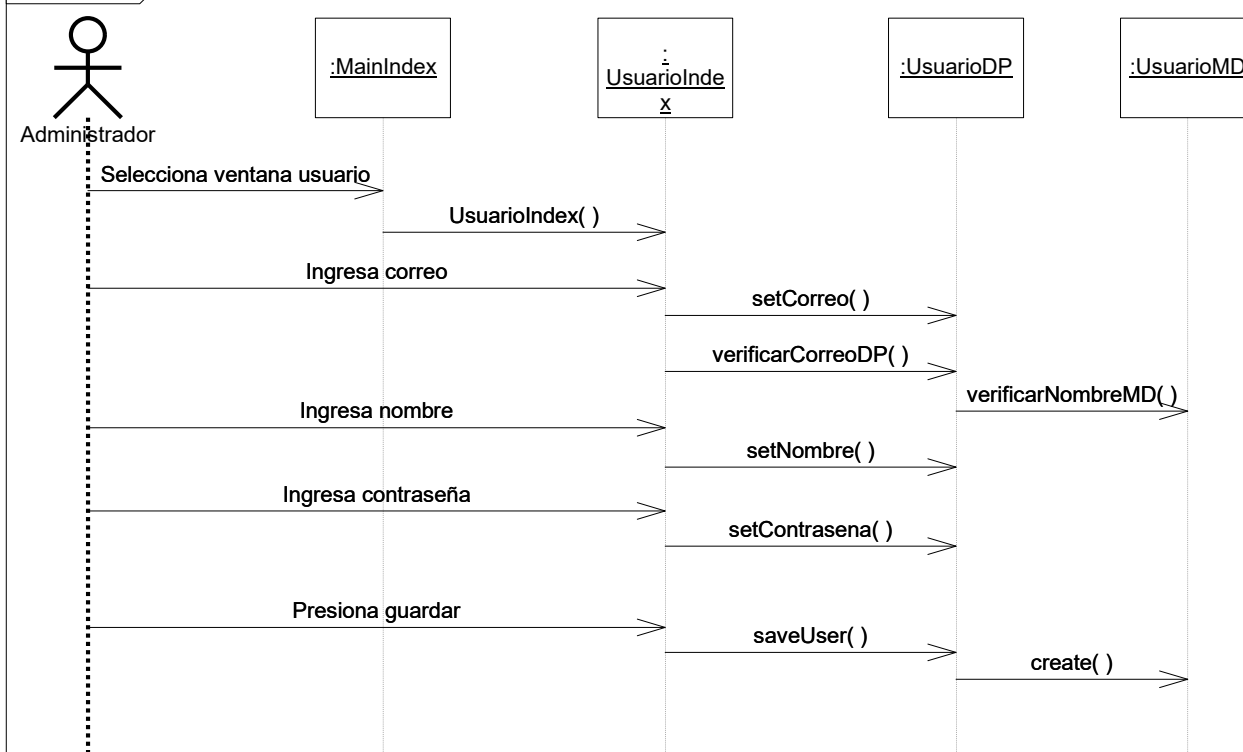 :MainIndex
:
UsuarioInde
x
:UsuarioDP
:UsuarioMD
Administrador
Selecciona ventana usuario
UsuarioIndex( )
Ingresa correo
setCorreo( )
verificarCorreoDP( )
verificarNombreMD( )
Ingresa nombre
setNombre( )
Ingresa contraseña
setContrasena( )
Presiona guardar
saveUser( )
create( )